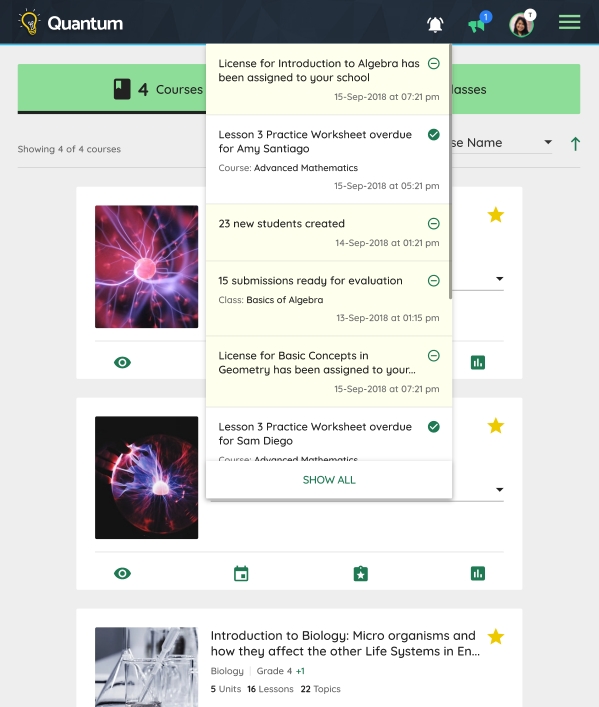 Quantum
1
T
4 Courses
lasses
Showing 4 of 4 courses
se Name
License for Introduction to Algebra has
been assigned to your school
15-Sep-2018 at 07:21 pm
Lesson 3 Practice Worksheet overdue
for Amy Santiago
Course: Advanced Mathematics
15-Sep-2018 at 05:21 pm
23 new students created
14-Sep-2018 at 01:21 pm
15 submissions ready for evaluation
Class: Basics of Algebra
13-Sep-2018 at 01:15 pm
License for Basic Concepts in
Geometry has been assigned to your...
15-Sep-2018 at 07:21 pm
Lesson 3 Practice Worksheet overdue
for Sam Diego
Course: Advanced Mathematics
SHOW ALL
Introduction to Biology: Micro organisms and
how they affect the other Life Systems in En...
Biology | Grade 4 +1
5 Units 16 Lessons 22 Topics